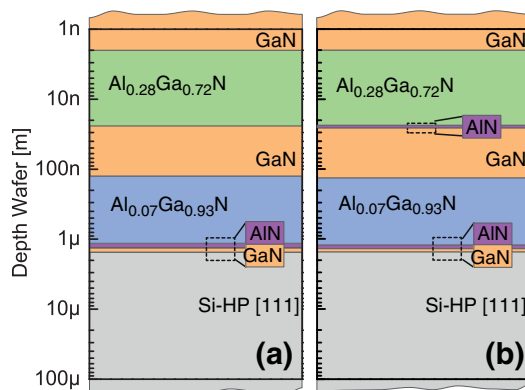 Depth Wafer [m]
1n
10n
100n
1µ
10µ
100µ
GaN
Al0.28Ga0.72N
GaN
Al0.07Ga0.93N
AlN
GaN
Si-HP [111]
(a)
GaN
Al0.28Ga0.72N
AlN
GaN
Al0.07Ga0.93N
AlN
GaN
Si-HP [111]
(b)